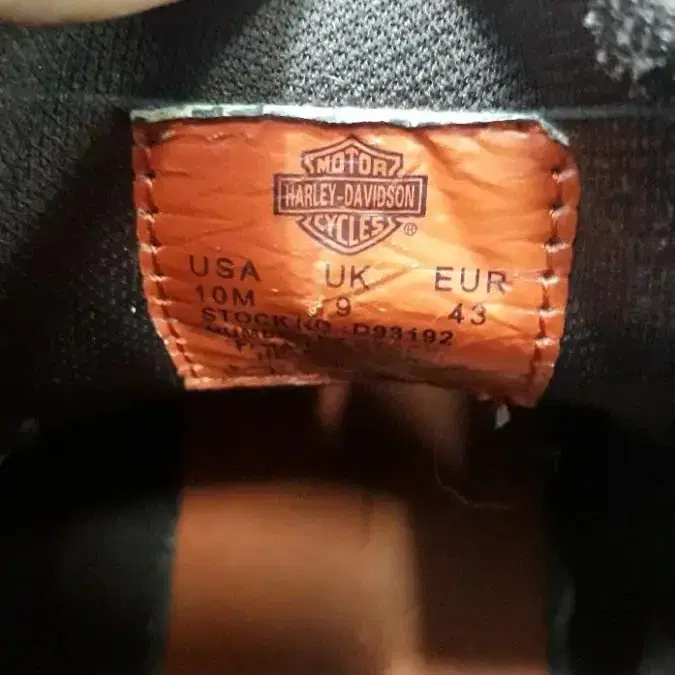 MOTOR
HARLEY-DAVIDSON
CYCLES®
USA UK EUR
10M 9 43
STOCK NO. :D93192